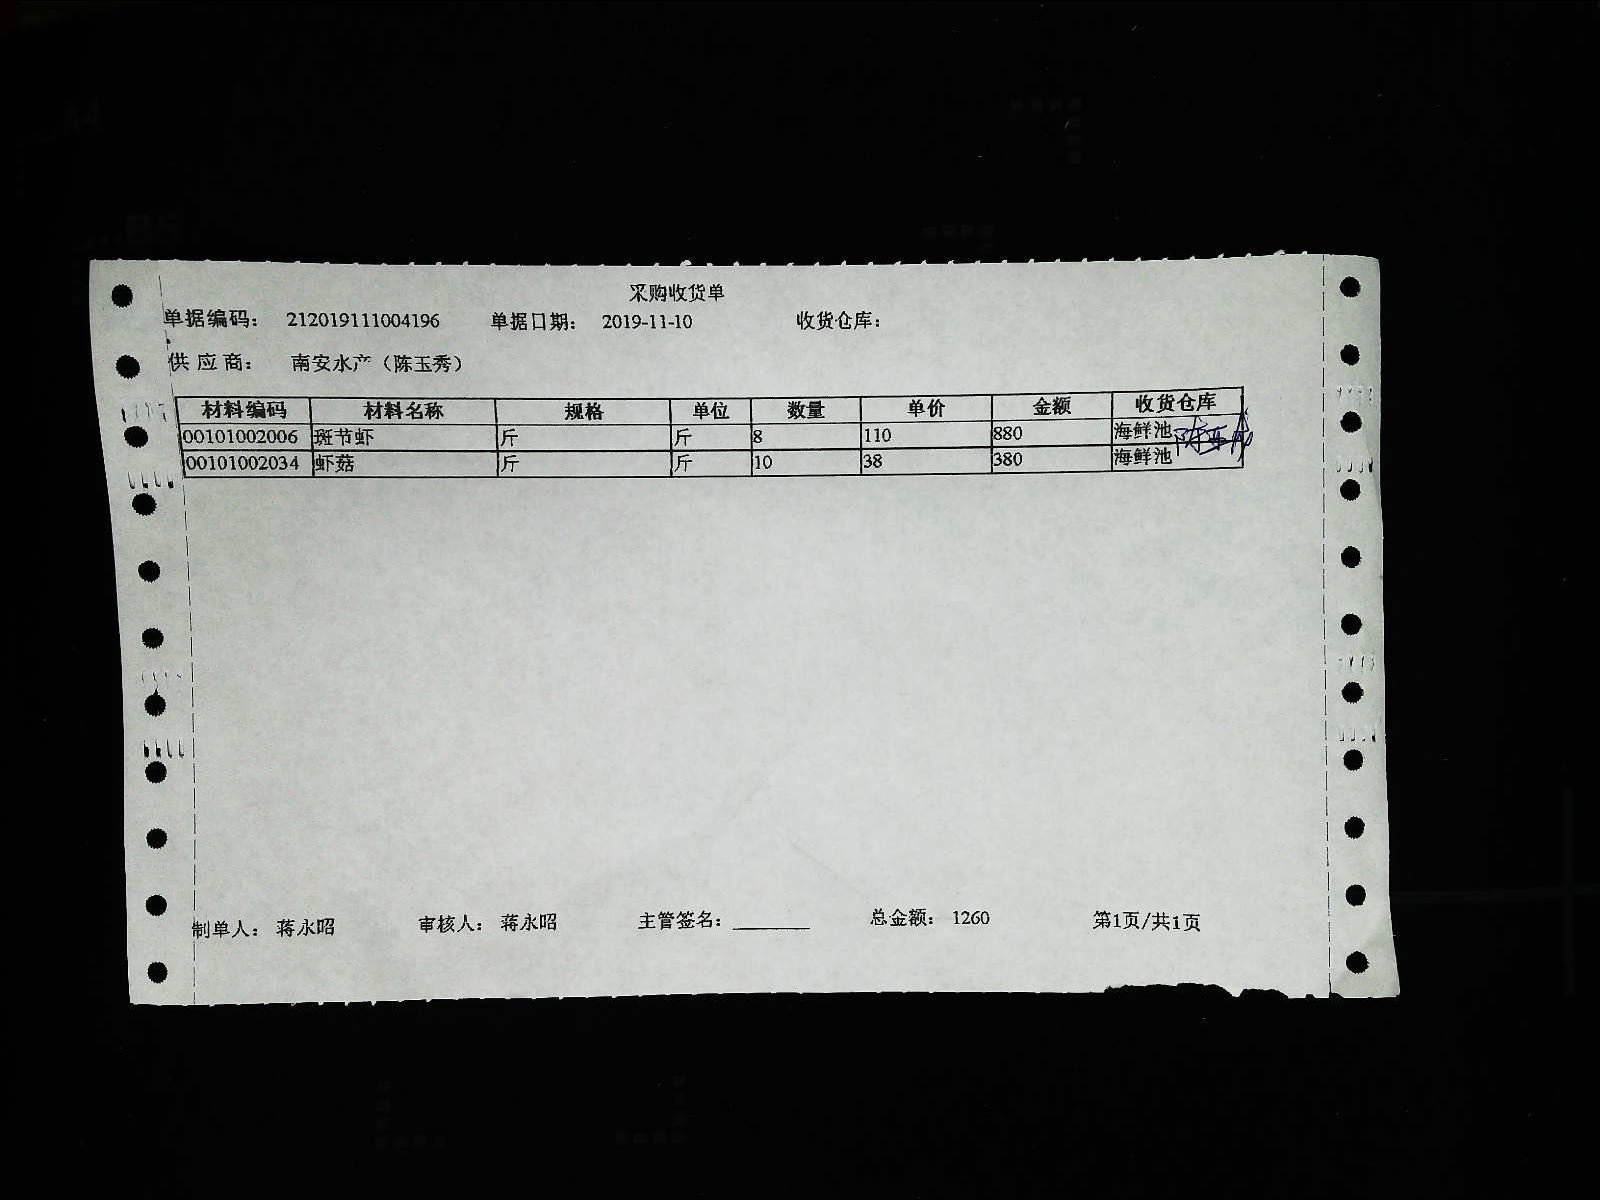 采购收货单
单据编码： 212019111004196 单据日期： 2019-11-10 收货仓库：
供应商： 南安水产（陈玉秀）
材料编码 材料名称 规格 单位 数量 单价 金额 收货仓库
00101002006 斑节虾 斤 斤 8 110 880 海鲜池
00101002034 虾菇 斤 斤 10 38 380 海鲜池
制单人： 蒋永昭 审核人： 蒋永昭 主管签名：________ 总金额： 1260 第1页/共1页